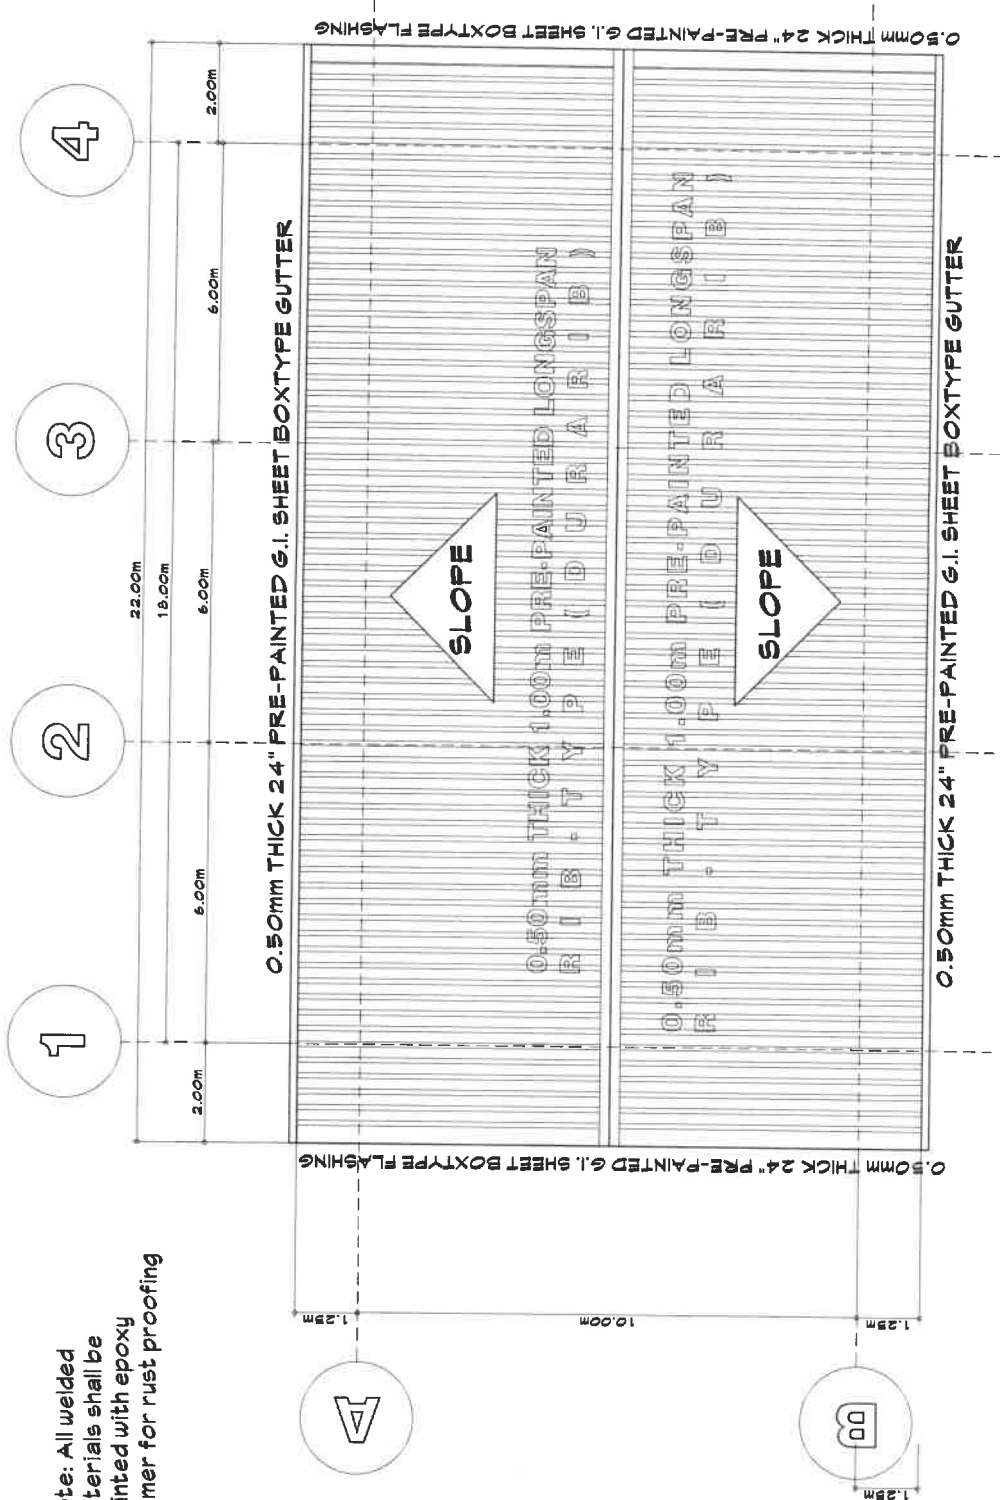 1
2
3
4
22.00m
18.00m
2.00m
6.00m
6.00m
6.00m
2.00m
0.50mm THICK 24" PRE-PAINTED G.I. SHEET BOXTYPE GUTTER
0.50mm THICK 24" PRE-PAINTED G.I. SHEET BOXTYPE FLASHING
SLOPE
0.50mm THICK 1.00m PRE-PAINTED LONGSPAN
RIB-TYPE (DURARIB)
0.50mm THICK 1.00m PRE-PAINTED LONGSPAN
RIB-TYPE (DURARIB)
SLOPE
0.50mm THICK 24" PRE-PAINTED G.I. SHEET BOXTYPE FLASHING
0.50mm THICK 24" PRE-PAINTED G.I. SHEET BOXTYPE GUTTER
A
B
1.25m
10.00m
1.25m
1.25m
te: All welded
terials shall be
inted with epoxy
mer for rust proofing